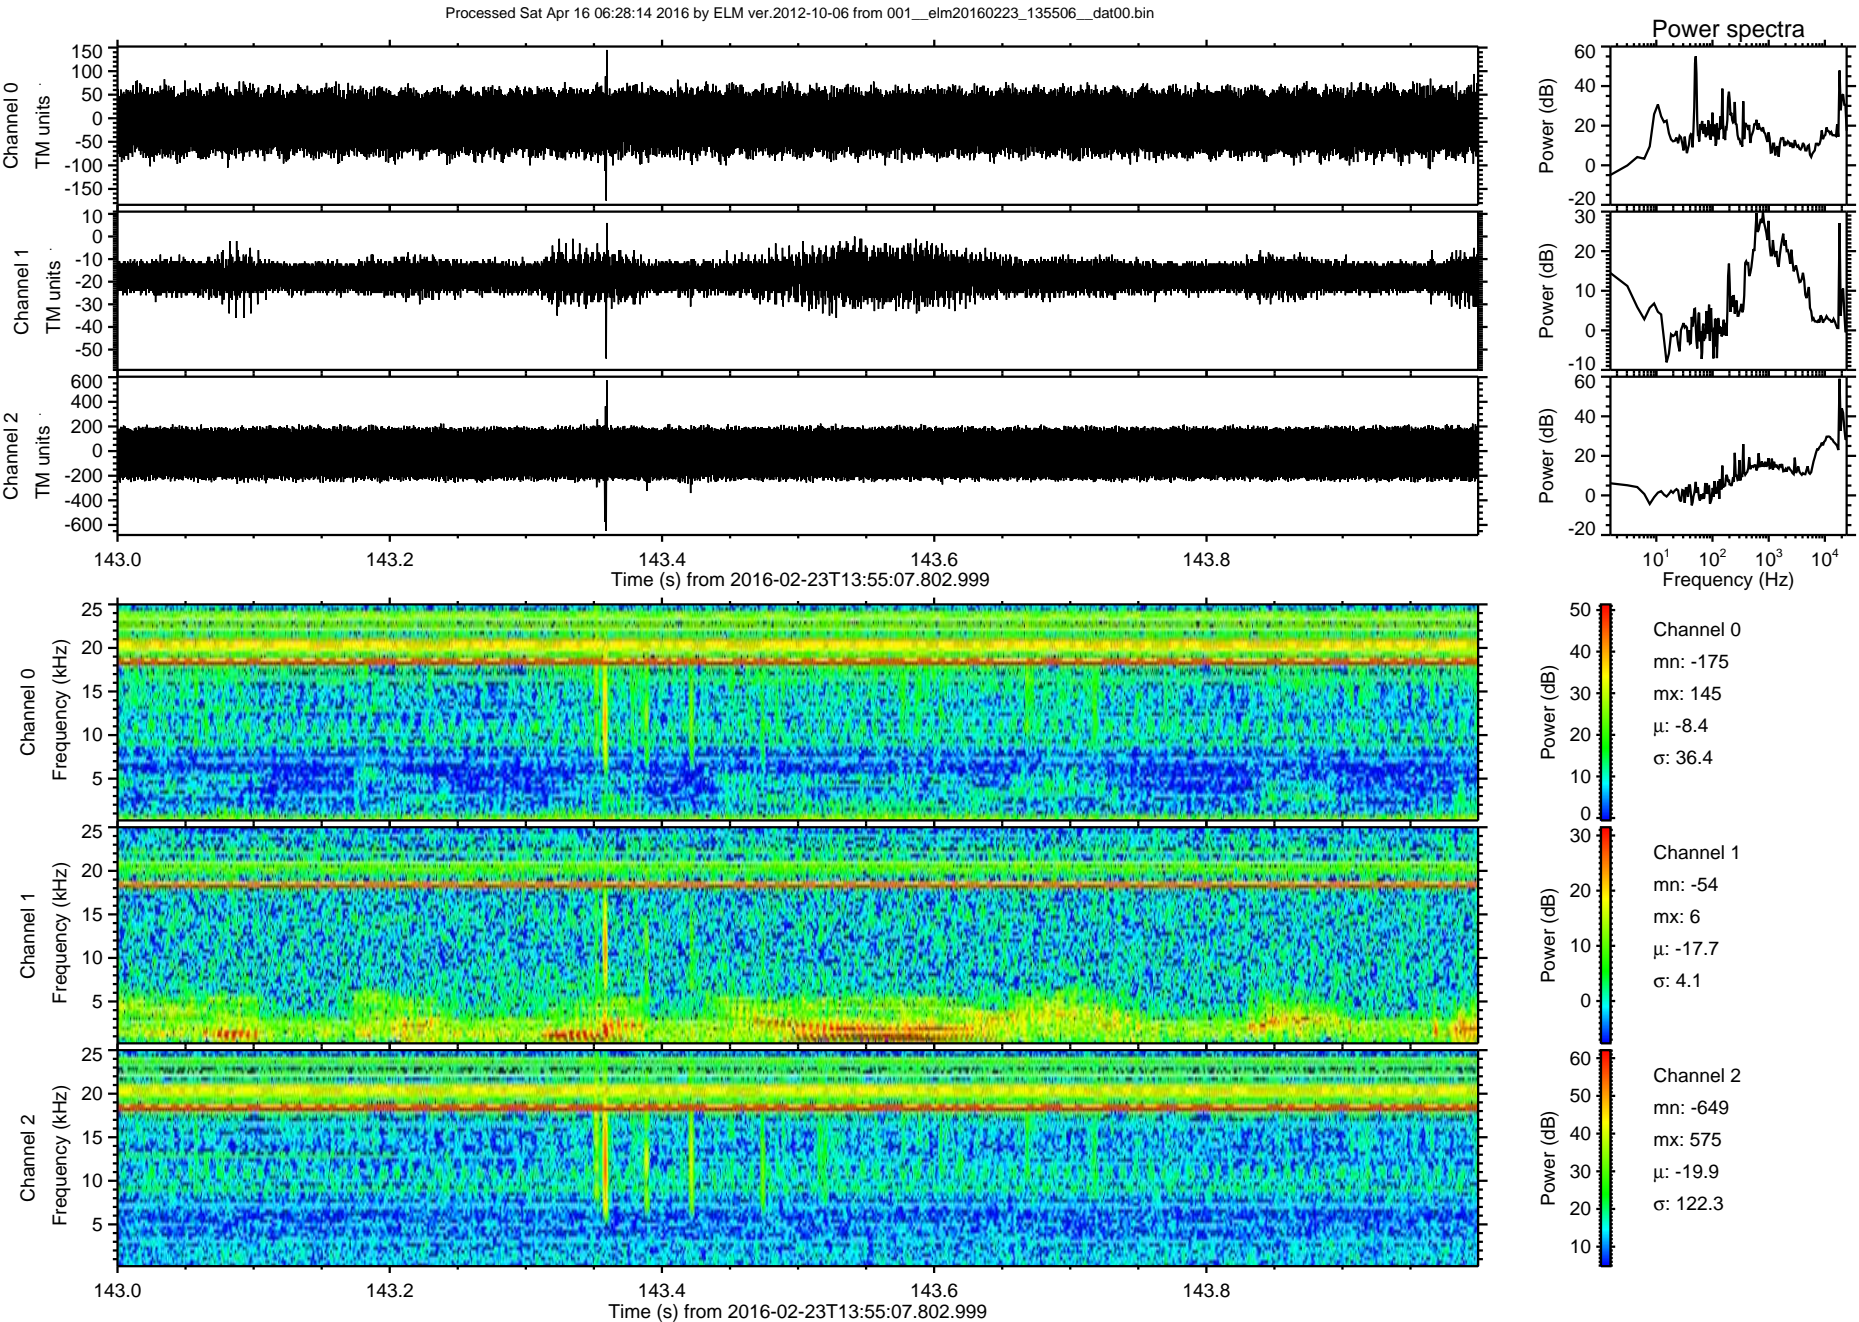 Processed Sat Apr 16 06:28:14 2016 by ELM ver.2012-10-06 from 001__elm20160223_135506__dat00.bin
Power spectra
Channel 0
TM units
150
100
50
0
-50
-100
-150
Power (dB)
60
40
20
0
-20
Channel 1
TM units
10
0
-10
-20
-30
-40
-50
Power (dB)
30
20
10
0
-10
Channel 2
TM units
600
400
200
0
-200
-400
-600
Power (dB)
60
40
20
0
-20
143.0 143.2 143.4 143.6 143.8
Time (s) from 2016-02-23T13:55:07.802.999
10^1 10^2 10^3 10^4
Frequency (Hz)
Channel 0
Frequency (kHz)
25
20
15
10
5
Power (dB)
50
40
30
20
10
0
Channel 0
mn: -175
mx: 145
μ: -8.4
σ: 36.4
Channel 1
Frequency (kHz)
25
20
15
10
5
Power (dB)
30
20
10
0
Channel 1
mn: -54
mx: 6
μ: -17.7
σ: 4.1
Channel 2
Frequency (kHz)
25
20
15
10
5
Power (dB)
60
50
40
30
20
10
Channel 2
mn: -649
mx: 575
μ: -19.9
σ: 122.3
143.0 143.2 143.4 143.6 143.8
Time (s) from 2016-02-23T13:55:07.802.999